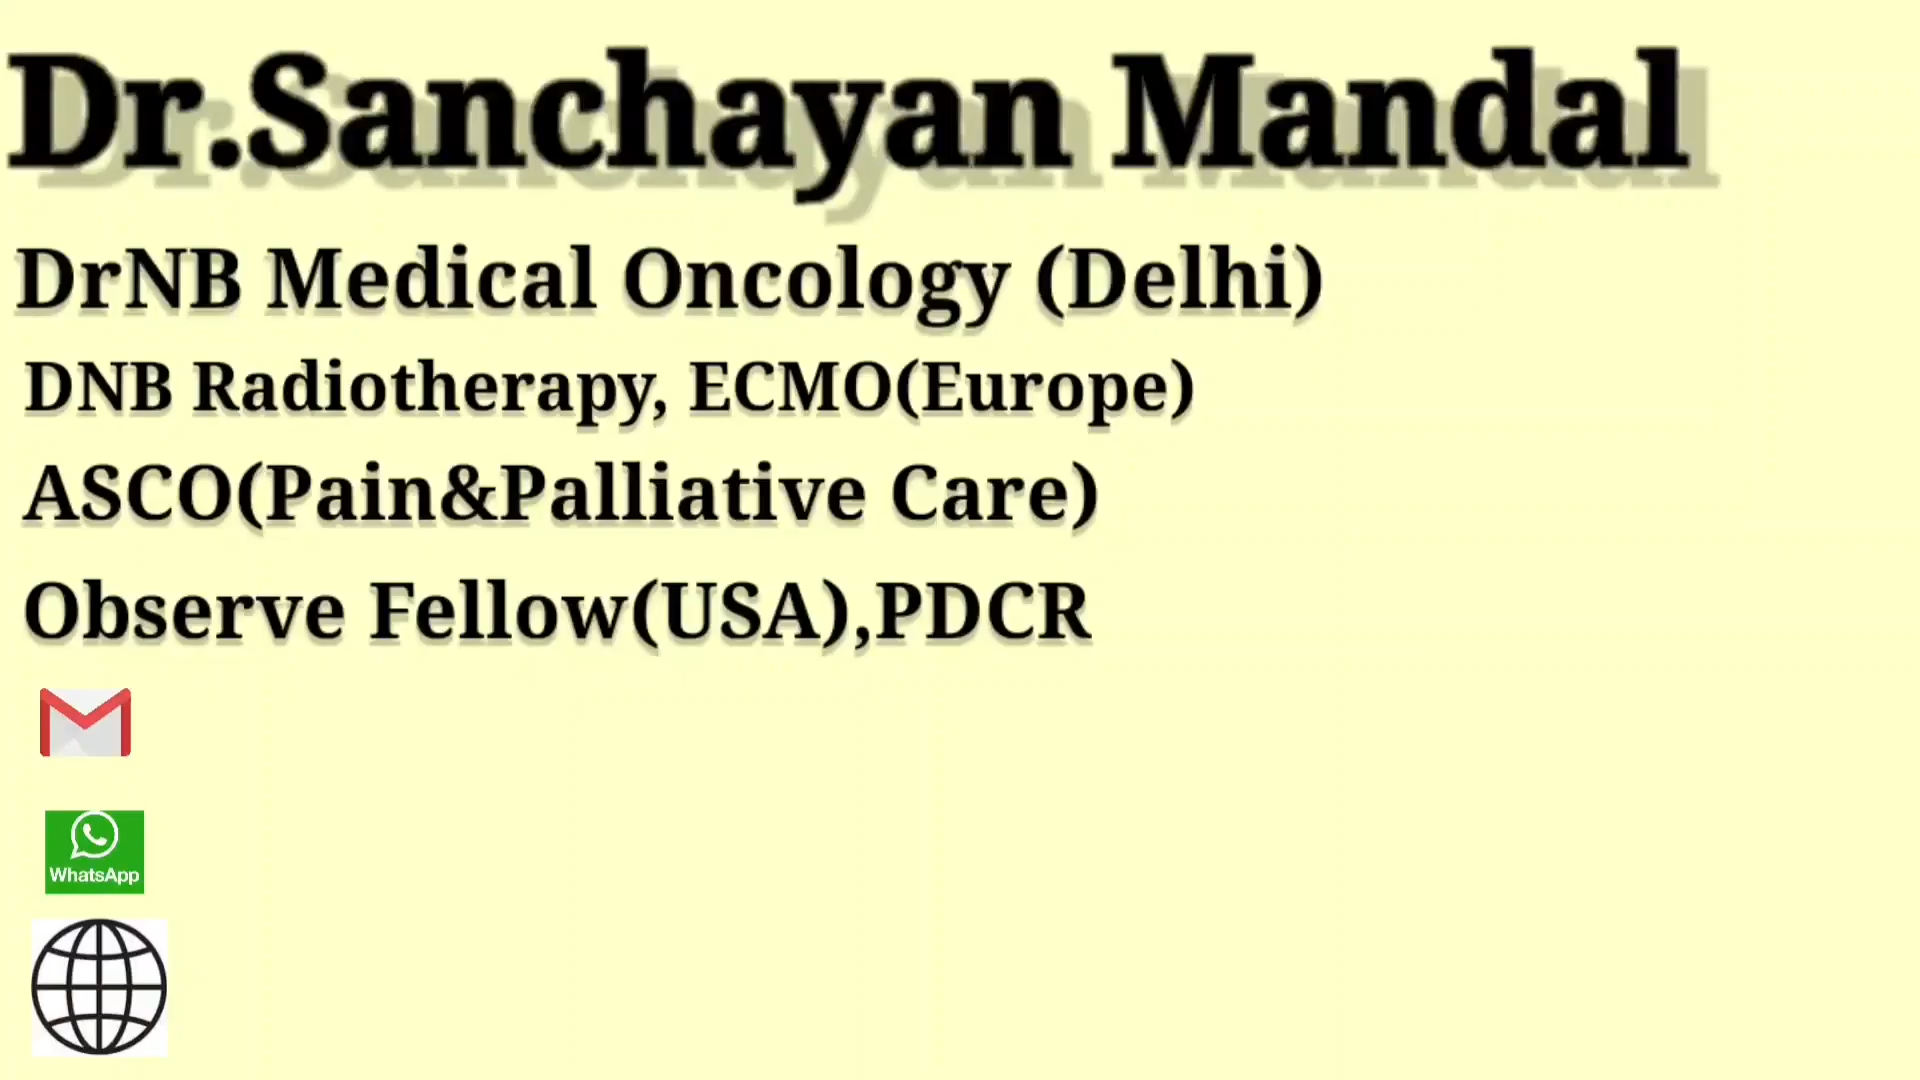 Dr.Sanchayan Mandal
DrNB Medical Oncology (Delhi)
DNB Radiotherapy, ECMO(Europe)
ASCO(Pain&Palliative Care)
Observe Fellow(USA),PDCR
WhatsApp